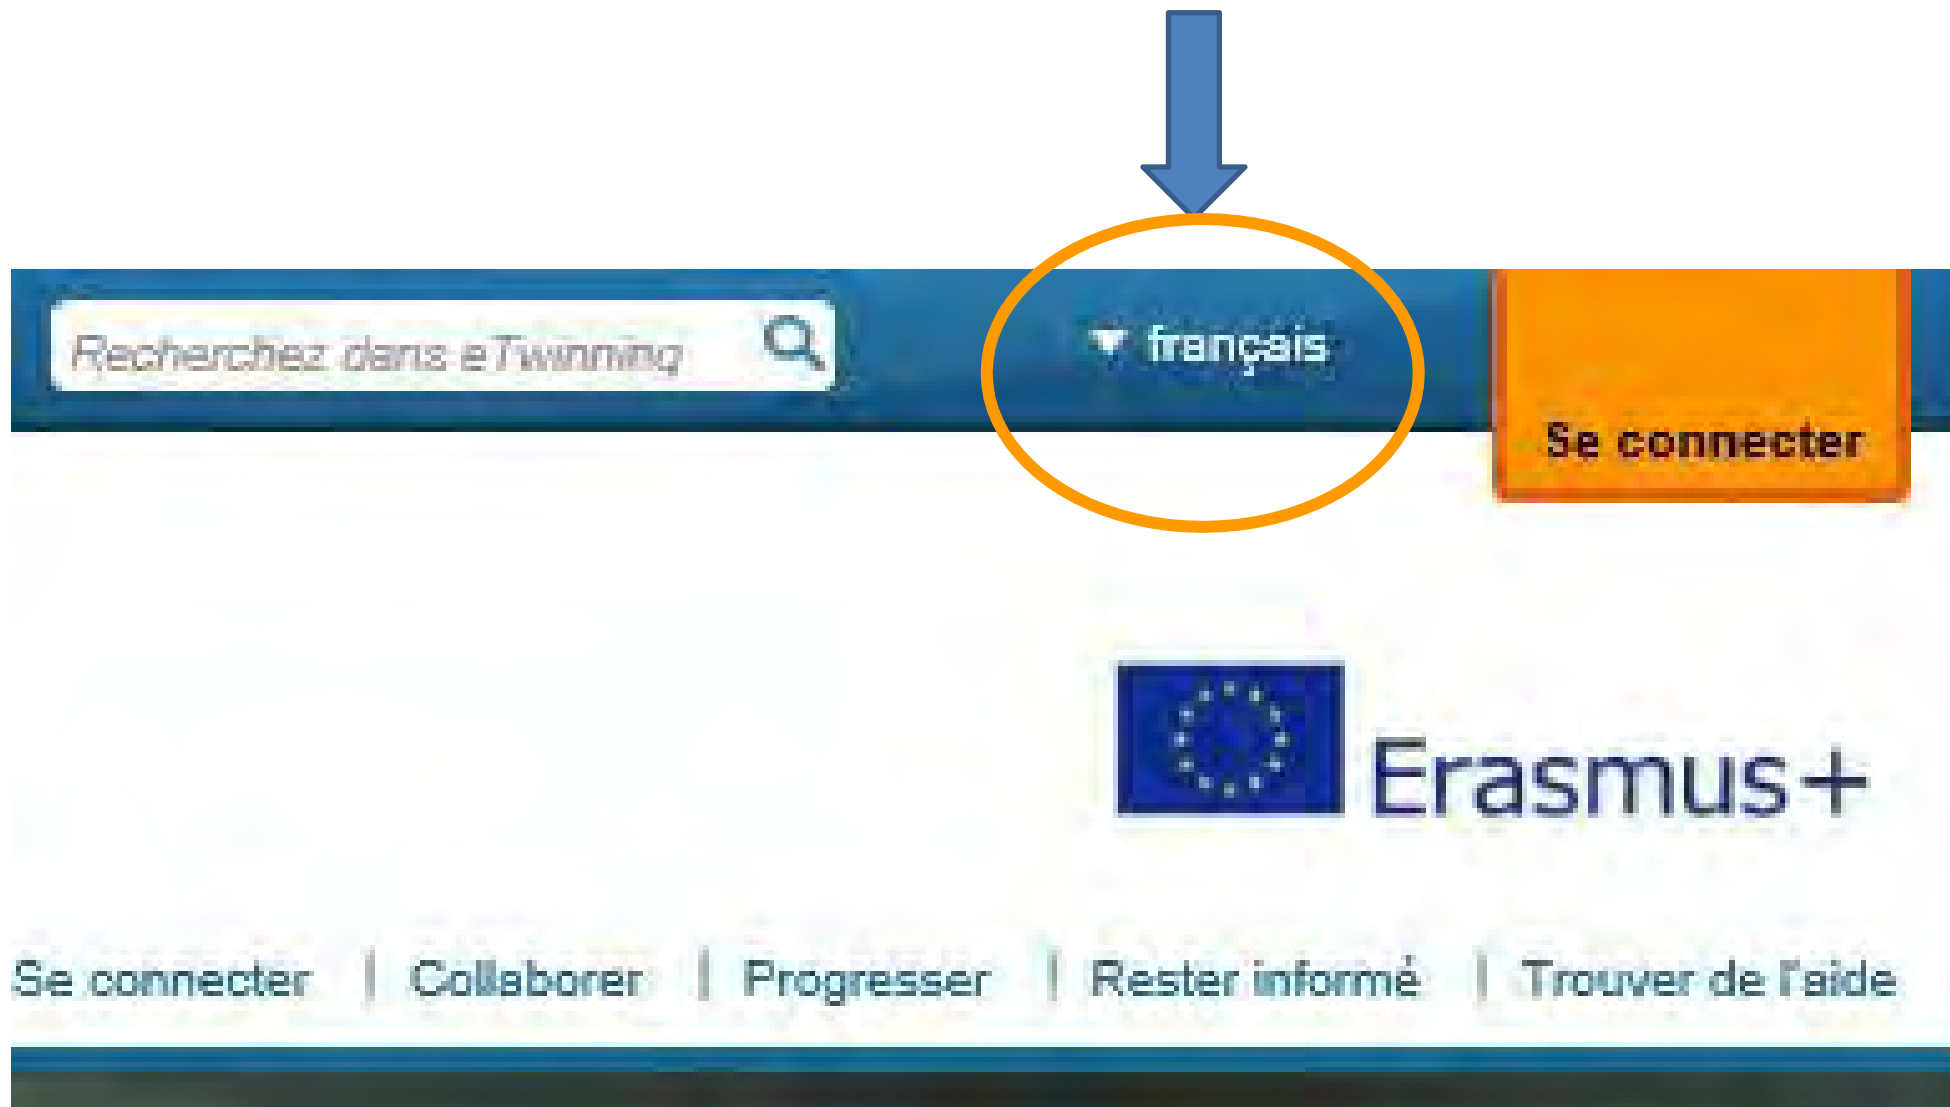 Recherchez dans eTwinning
français
Se connecter
Erasmus+
Se connecter | Collaborer | Progresser | Rester informé | Trouver de l'aide